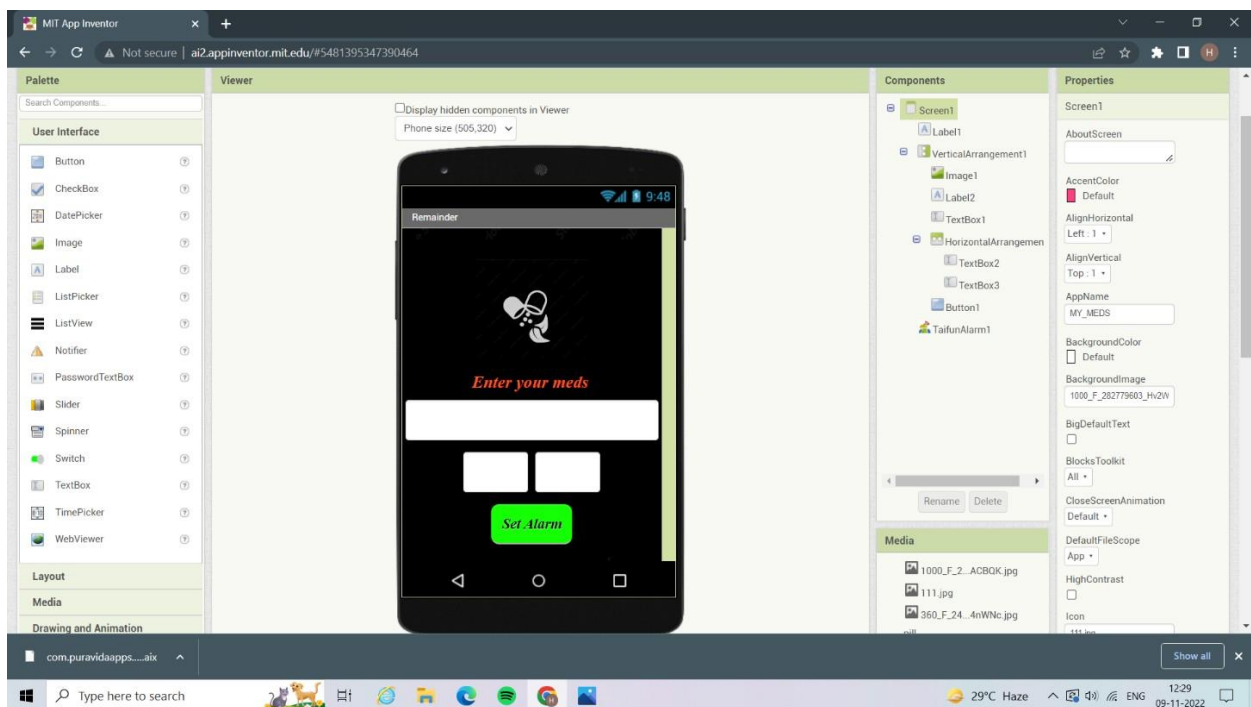 MIT App Inventor
Not secure | ai2.appinventor.mit.edu/#5481395347390464
H
Palette
Search Components...
User Interface
Button
CheckBox
DatePicker
Image
Label
ListPicker
ListView
Notifier
PasswordTextBox
Slider
Spinner
Switch
TextBox
TimePicker
WebViewer
Layout
Media
Drawing and Animation
Viewer
Display hidden components in Viewer
Phone size (505,320)
9:48
Remainder
Enter your meds
Set Alarm
Components
Screen1
Label1
VerticalArrangement1
Image1
Label2
TextBox1
HorizontalArrangemen
TextBox2
TextBox3
Button1
TaifunAlarm1
Rename Delete
Media
1000_F_2...ACBQK.jpg
111.jpg
360_F_24...4nWNc.jpg
Properties
Screen1
AboutScreen
AccentColor
Default
AlignHorizontal
Left : 1
AlignVertical
Top : 1
AppName
MY_MEDS
BackgroundColor
Default
BackgroundImage
1000_F_282779603_Hv2W
BigDefaultText
BlocksToolkit
All
CloseScreenAnimation
Default
DefaultFileScope
App
HighContrast
Icon
com.puravidaapps.....aix
Show all
Type here to search
29°C Haze
ENG
12:29
09-11-2022